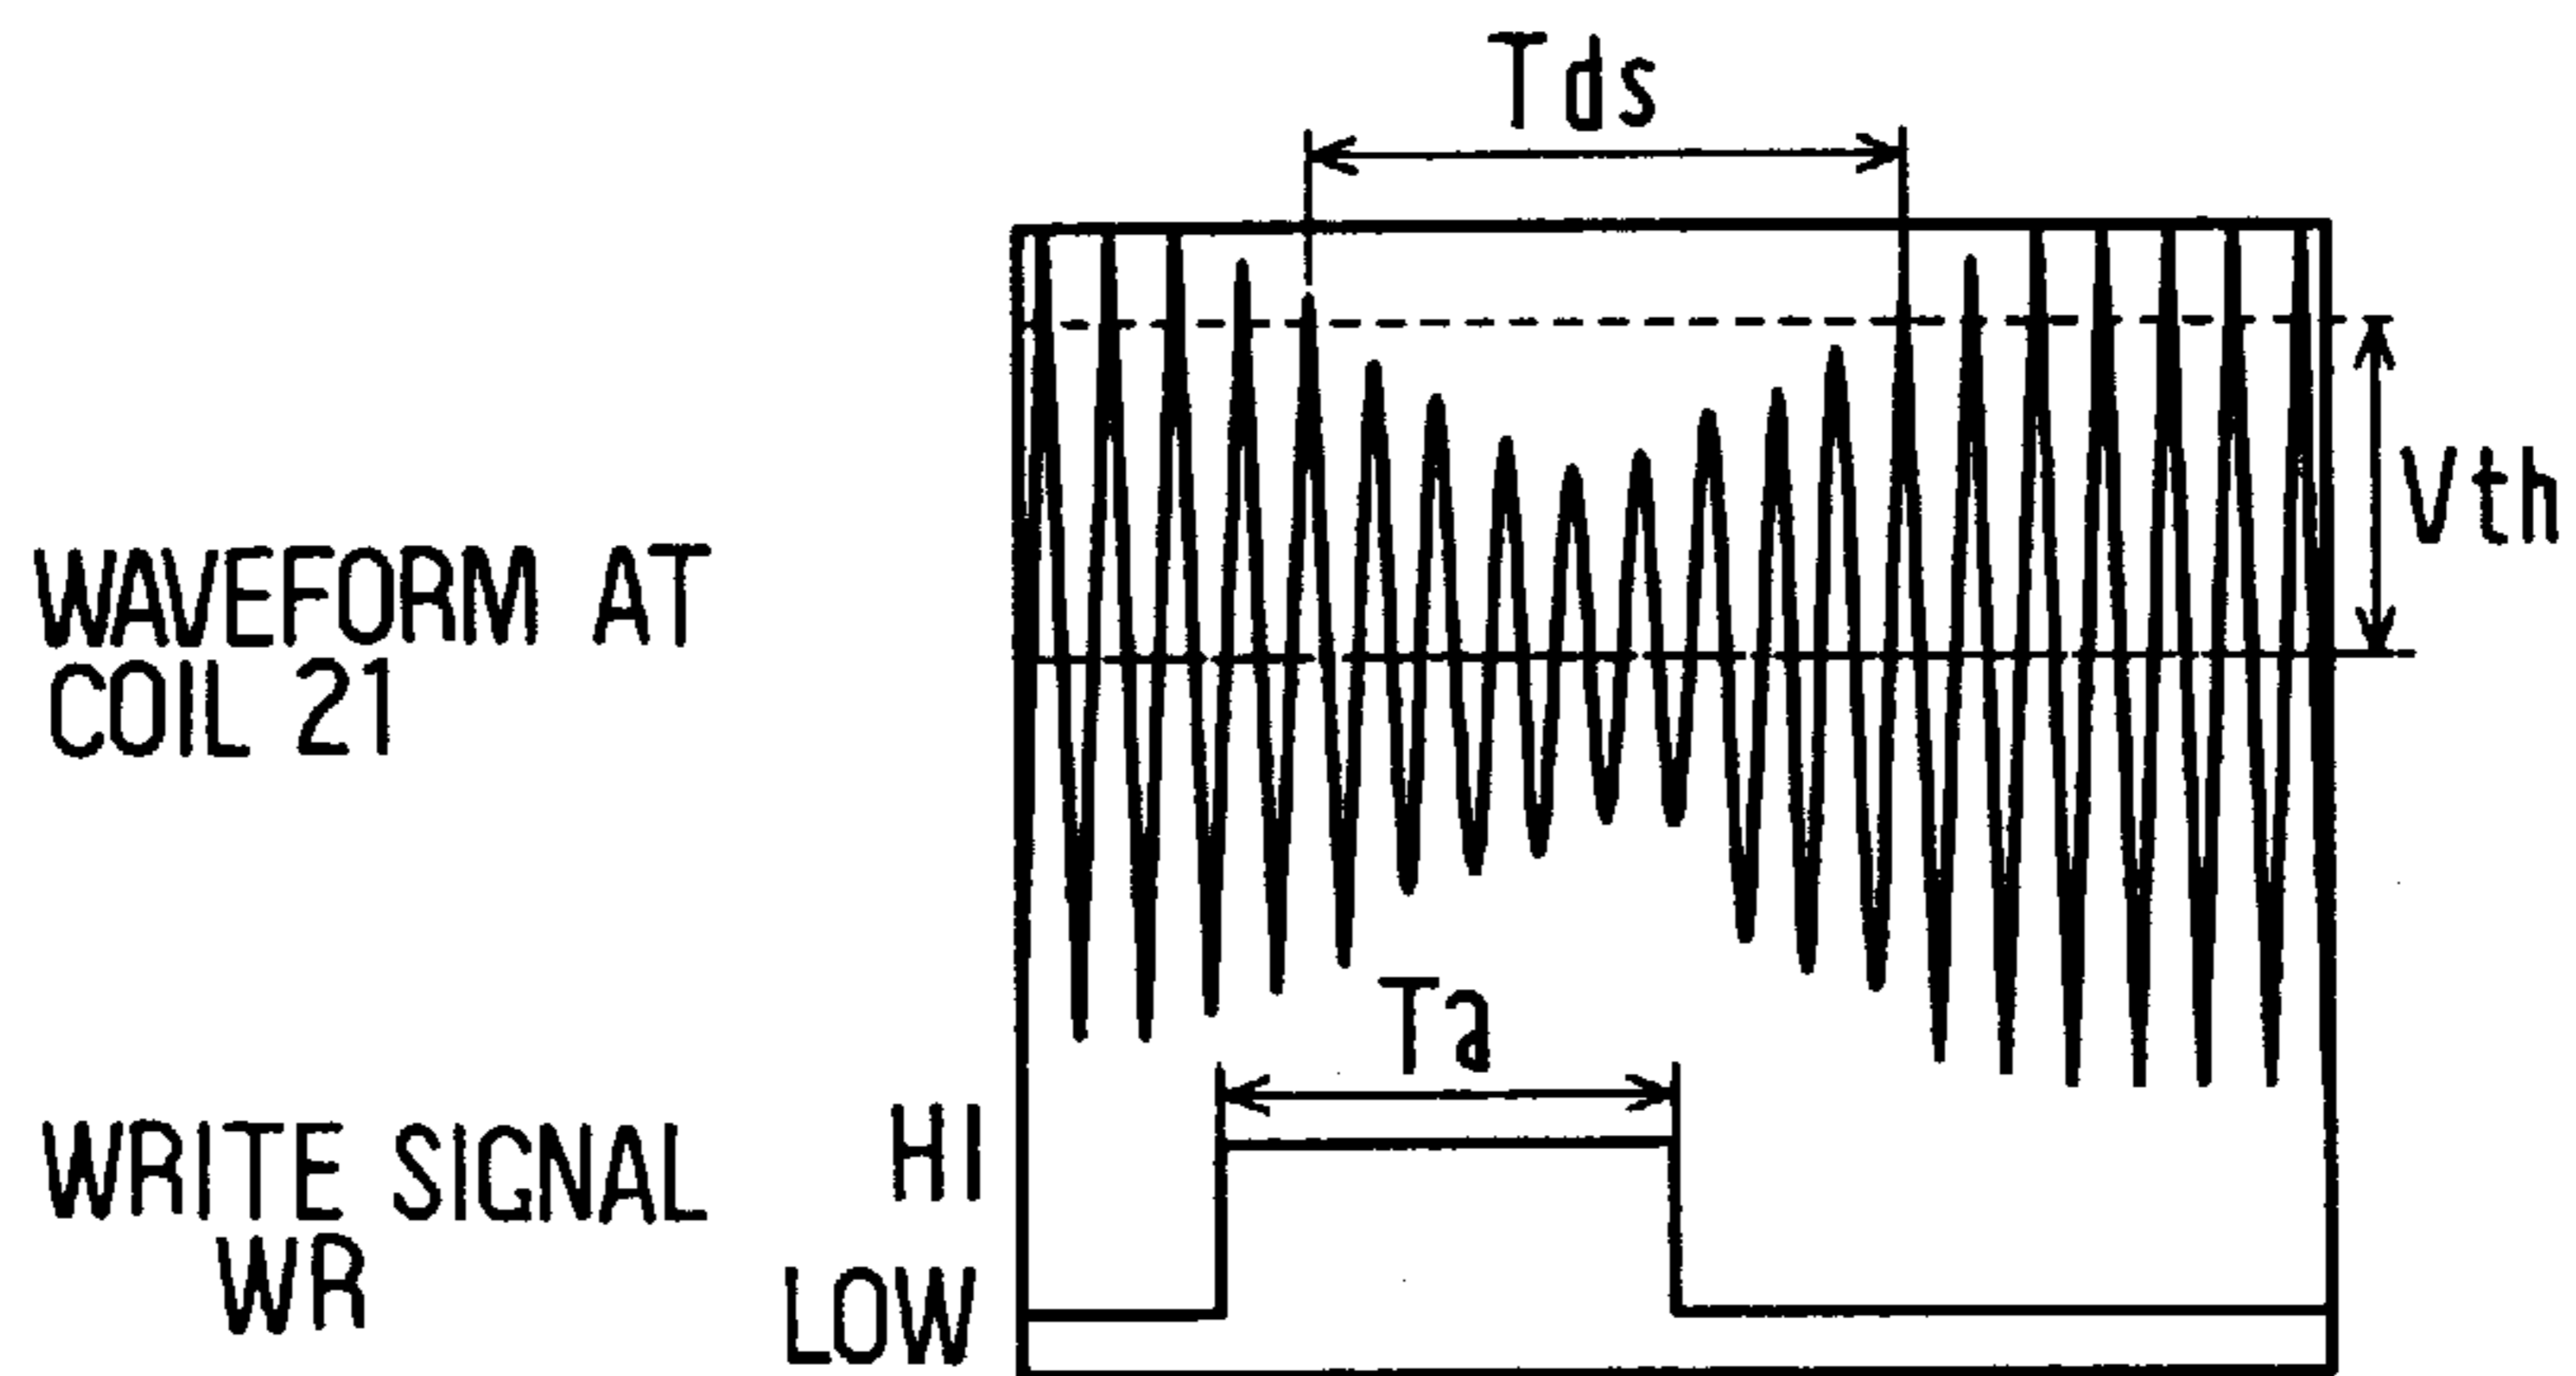 Tds
Vth
WAVEFORM AT
COIL 21
Ta
HI
WRITE SIGNAL
WR
LOW